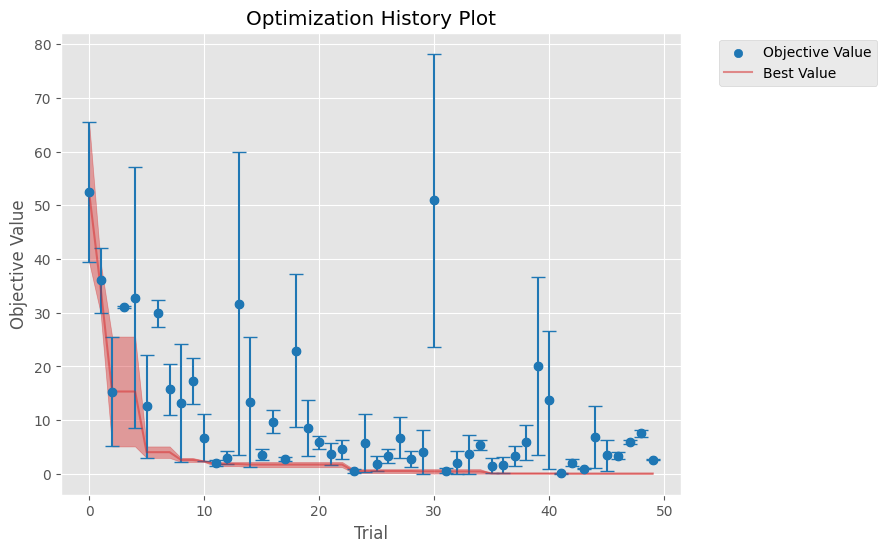 Optimization History Plot
Objective Value
Best Value
Objective Value
80
70
60
50
40
30
20
10
0
0 10 20 30 40 50
Trial